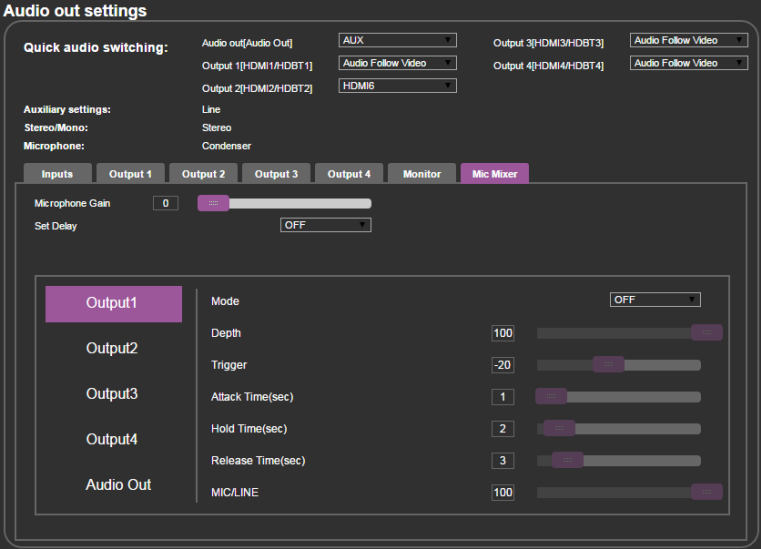 Audio out settings
Quick audio switching:
Audio out[Audio Out] AUX Output 3[HDMI3/HDBT3] Audio Follow Video
Output 1[HDMI1/HDBT1] Audio Follow Video Output 4[HDMI4/HDBT4] Audio Follow Video
Output 2[HDMI2/HDBT2] HDMI6
Auxiliary settings: Line
Stereo/Mono: Stereo
Microphone: Condenser
Inputs Output 1 Output 2 Output 3 Output 4 Monitor Mic Mixer
Microphone Gain 0
Set Delay OFF
Output1
Output2
Output3
Output4
Audio Out
Mode OFF
Depth 100
Trigger -20
Attack Time(sec) 1
Hold Time(sec) 2
Release Time(sec) 3
MIC/LINE 100